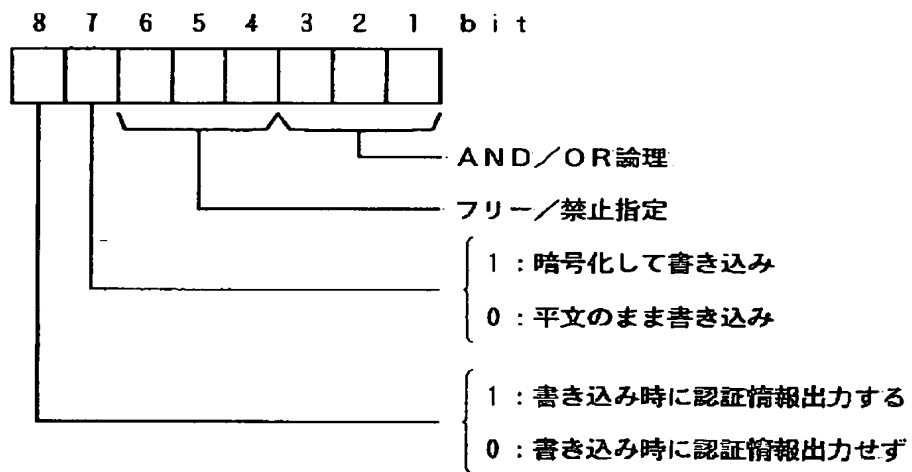 8 7 6 5 4 3 2 1 bit
AND/OR論理
フリー/禁止指定
1:暗号化して書き込み
0:平文のまま書き込み
1:書き込み時に認証情報出力する
0:書き込み時に認証情報出力せず